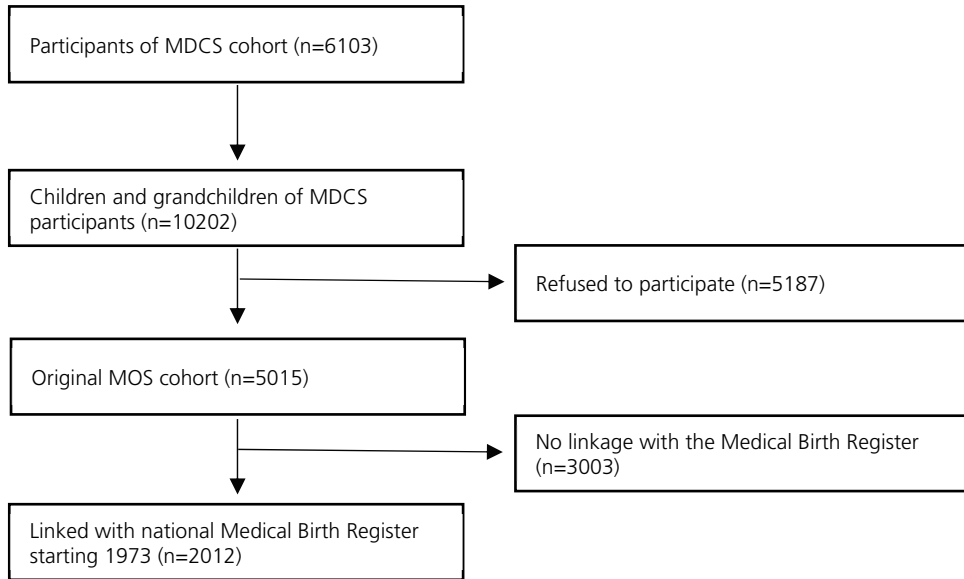 Participants of MDCS cohort (n=6103)
Children and grandchildren of MDCS
participants (n=10202)
Refused to participate (n=5187)
Original MOS cohort (n=5015)
No linkage with the Medical Birth Register
(n=3003)
Linked with national Medical Birth Register
starting 1973 (n=2012)